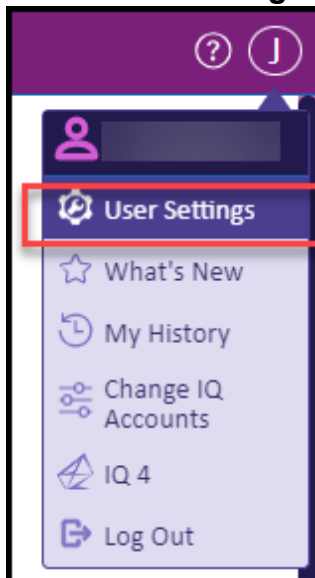 ? J
User Settings
What's New
My History
Change IQ
Accounts
IQ 4
Log Out